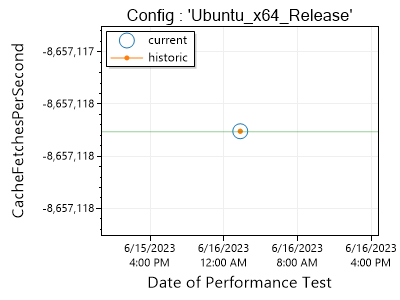 Config : 'Ubuntu_x64_Release'
current
historic
CacheFetchesPerSecond
-8,657,117
-8,657,118
-8,657,118
-8,657,118
6/15/2023 6/16/2023 6/16/2023 6/16/2023
4:00 PM 12:00 AM 8:00 AM 4:00 PM
Date of Performance Test